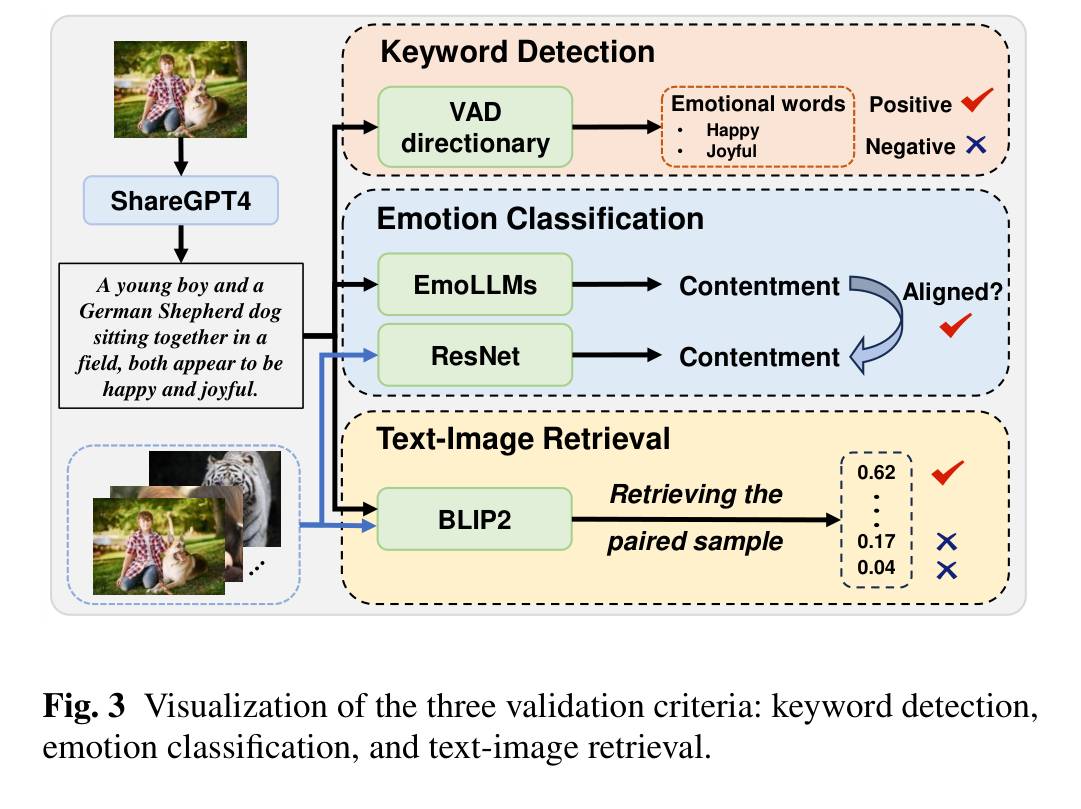 Keyword Detection
VAD
directionary
Emotional words
• Happy
• Joyful
Positive
Negative
ShareGPT4
A young boy and a
German Shepherd dog
sitting together in a
field, both appear to be
happy and joyful.
Emotion Classification
EmoLLMs
Contentment
Aligned?
ResNet
Contentment
Text-Image Retrieval
BLIP2
Retrieving the
paired sample
0.62
0.17
0.04
Fig. 3 Visualization of the three validation criteria: keyword detection,
emotion classification, and text-image retrieval.